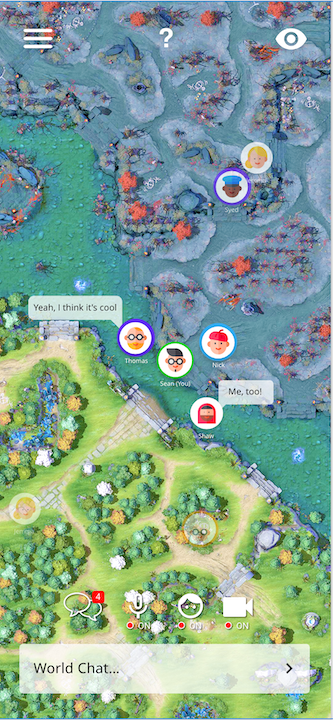 ?
Syed
Yeah, I think it's cool
Thomas
Sean (You)
Nick
Me, too!
Shaw
4
ON
ON
ON
World Chat...